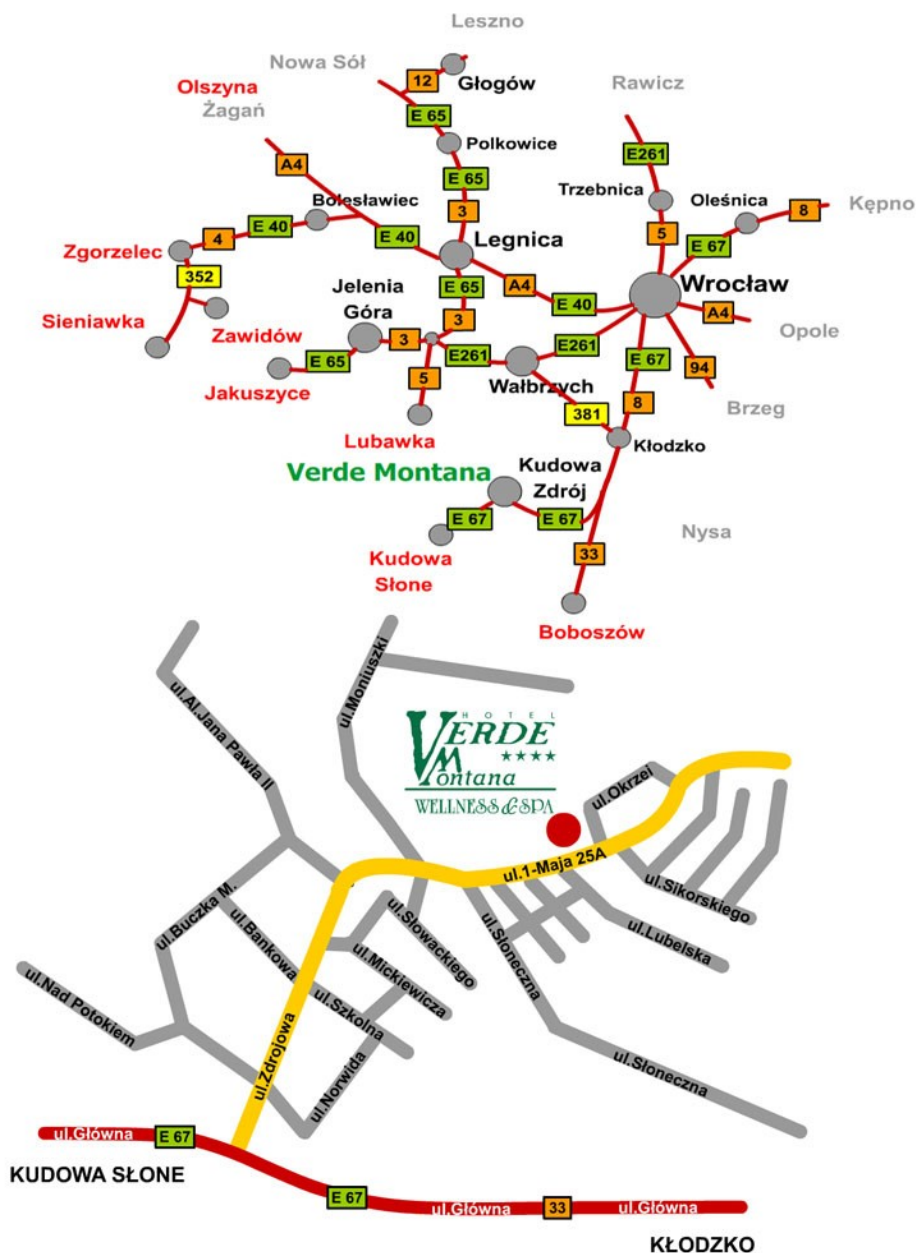 Leszno
Nowa Sól
12
Głogów
Olszyna
Żagań
E 65
Rawicz
Polkowice
E261
A4
E 65
Trzebnica
Oleśnica
8
Kępno
Bolesławiec
3
4
E 40
E 40
5
E 67
Zgorzelec
Legnica
352
E 65
A4
E 40
Wrocław
A4
Jelenia
Góra
3
Sieniawka
Zawidów
3
E261
E261
Opole
E 65
E 67
94
Jakuszyce
5
Wałbrzych
8
Brzeg
381
Lubawka
Kłodzko
Verde Montana
Kudowa
Zdrój
E 67
E 67
Nysa
33
Kudowa
Słone
Boboszów
ul.Al.Jana Pawła II
ul.Moniuszki
HOTEL
VERDE
Montana
WELLNESS & SPA
ul.Okrzei
ul.1-Maja 25A
ul.Sikorskiego
ul.Buczka M.
ul.Bankowa
ul.Słowackiego
ul.Mickiewicza
ul.Słoneczna
ul.Lubelska
ul.Nad Potokiem
ul.Szkolna
ul.Zdrojowa
ul.Norwida
ul.Słoneczna
ul.Główna
E 67
KUDOWA SŁONE
E 67
ul.Główna
33
ul.Główna
KŁODZKO